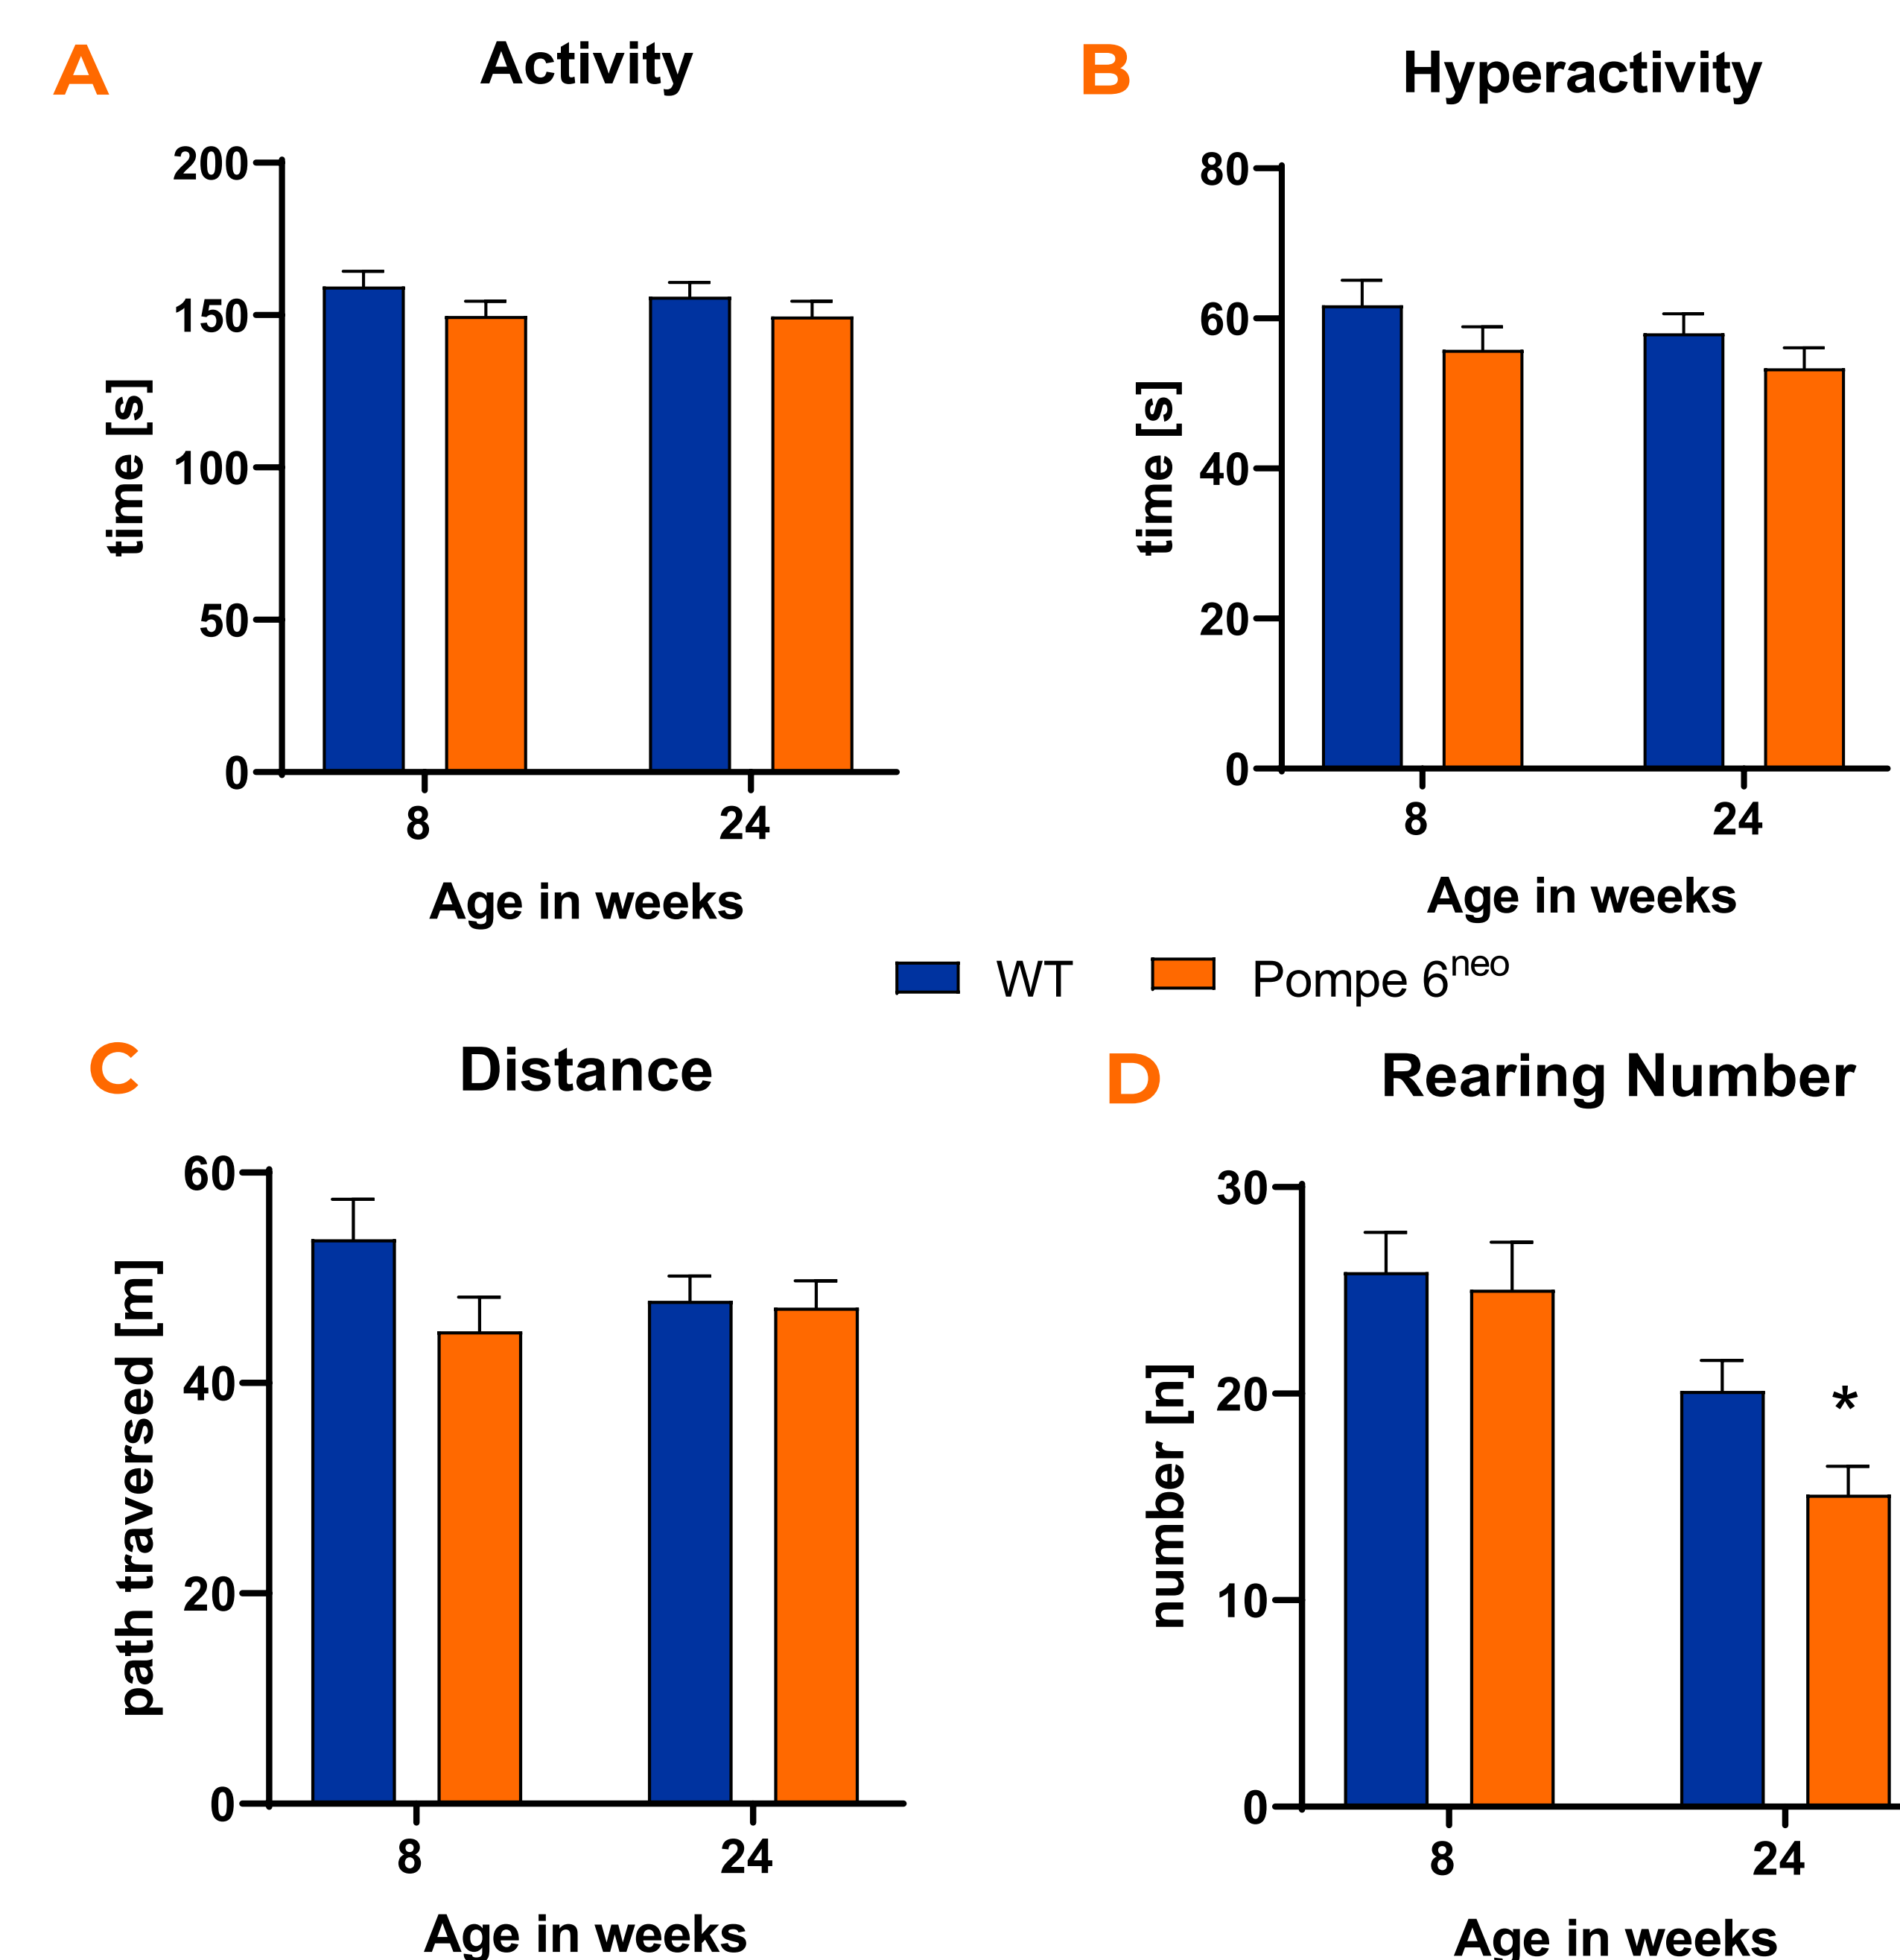 A
Activity
200
150
100
50
0
time [s]
8
24
Age in weeks
B
Hyperactivity
80
60
40
20
0
time [s]
8
24
Age in weeks
WT
Pompe 6neo
C
Distance
60
40
20
0
path traversed [m]
8
24
Age in weeks
D
Rearing Number
30
20
10
0
number [n]
*
8
24
Age in weeks